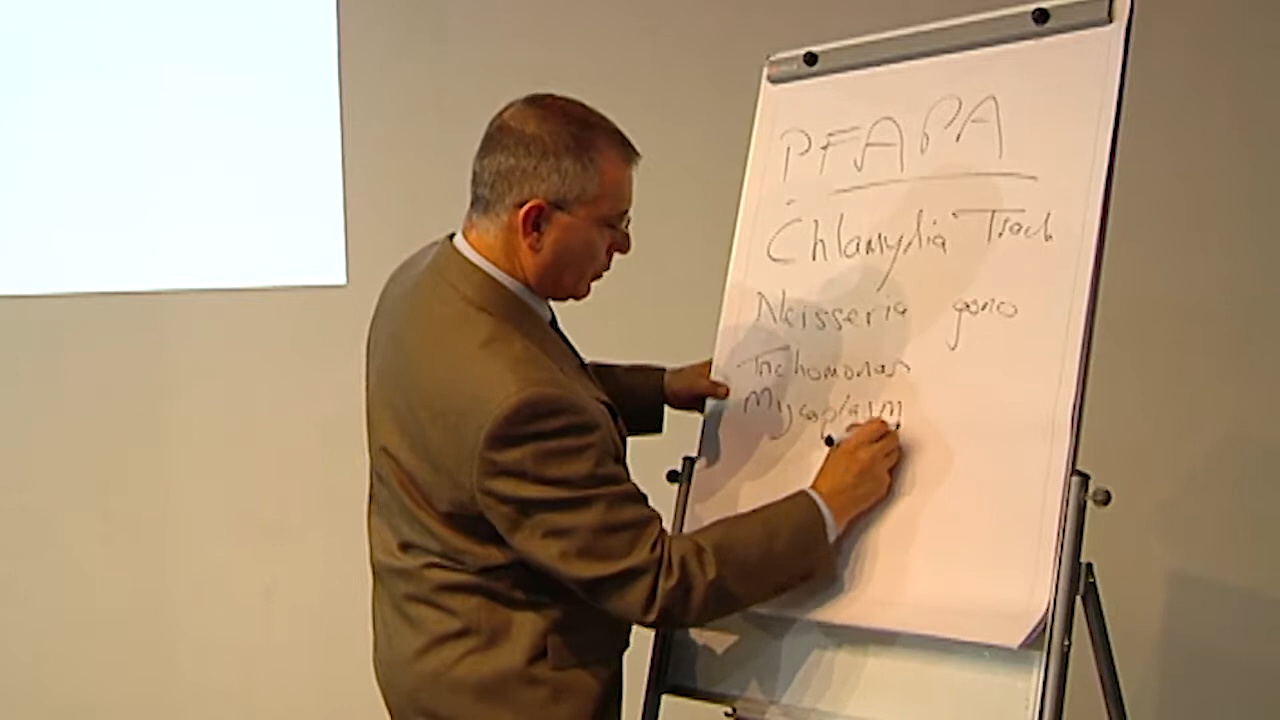 PFAPA
Chlamydia Trach
Neisseria gono
Trichomonas
Mycoplasm